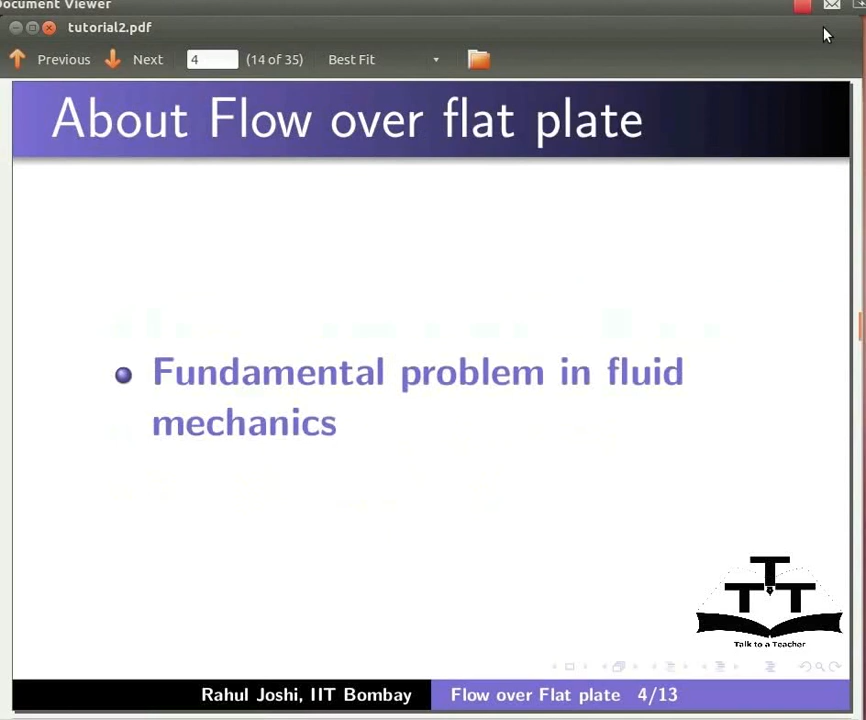 Document Viewer
tutorial2.pdf
Previous Next 4 (14 of 35) Best Fit
About Flow over flat plate
Fundamental problem in fluid
mechanics
T
T T
Talk to a Teacher
Rahul Joshi, IIT Bombay Flow over Flat plate 4/13